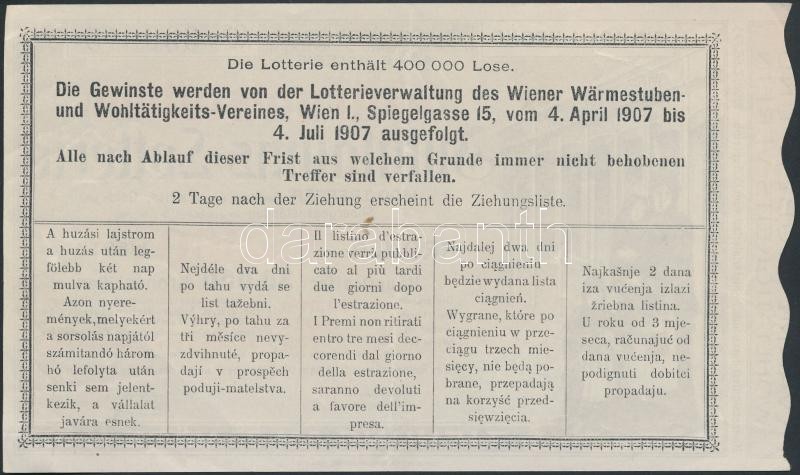 Die Lotterie enthält 400 000 Lose.
Die Gewinste werden von der Lotterieverwaltung des Wiener Wärmestuben-
und Wohltätigkeits-Vereines, Wien I., Spiegelgasse 15, vom 4. April 1907 bis
4. Juli 1907 ausgefolgt.
Alle nach Ablauf dieser Frist aus welchem Grunde immer nicht behobenen
Treffer sind verfallen.
2 Tage nach der Ziehung erscheint die Ziehungsliste.
A huzási lajstrom
a huzás után leg-
fölebb két nap
mulva kapható.
Azon nyere-
mények, melyekért
a sorsolás napjától
számitandó három
hó lefolyta után
senki sem jelent-
kezik, a vállalat
javára esnek.
Nejdéle dva dni
po tahu vydá se
list tažební.
Výhry, po tahu za
tři měsíce nevy-
zdvihnuté, propa-
dají v prospěch
poduji-matelstva.
Il listino d'estra-
zione verrà pubbli-
cato al più tardi
due giorni dopo
l'estrazione.
I Premi non ritirati
entro tre mesi dec-
corendi dal giorno
della estrazione,
saranno devoluti
a favore dell'im-
presa.
Najdalej dwa dni
po ciągnieniu
będzie wydana lista
ciągnień.
Wygrane, które po
ciągnieniu w prze-
ciągu trzech mie-
sięcy, nie będą po-
brane, przepadają
na korzyść przed-
sięwzięcia.
Najkašnje 2 dana
iza vućenja izlazi
žriebna listina.
U roku od 3 mje-
seca, računajuć od
dana vućenja, ne-
podignuti dobitci
propadaju.
darabanth